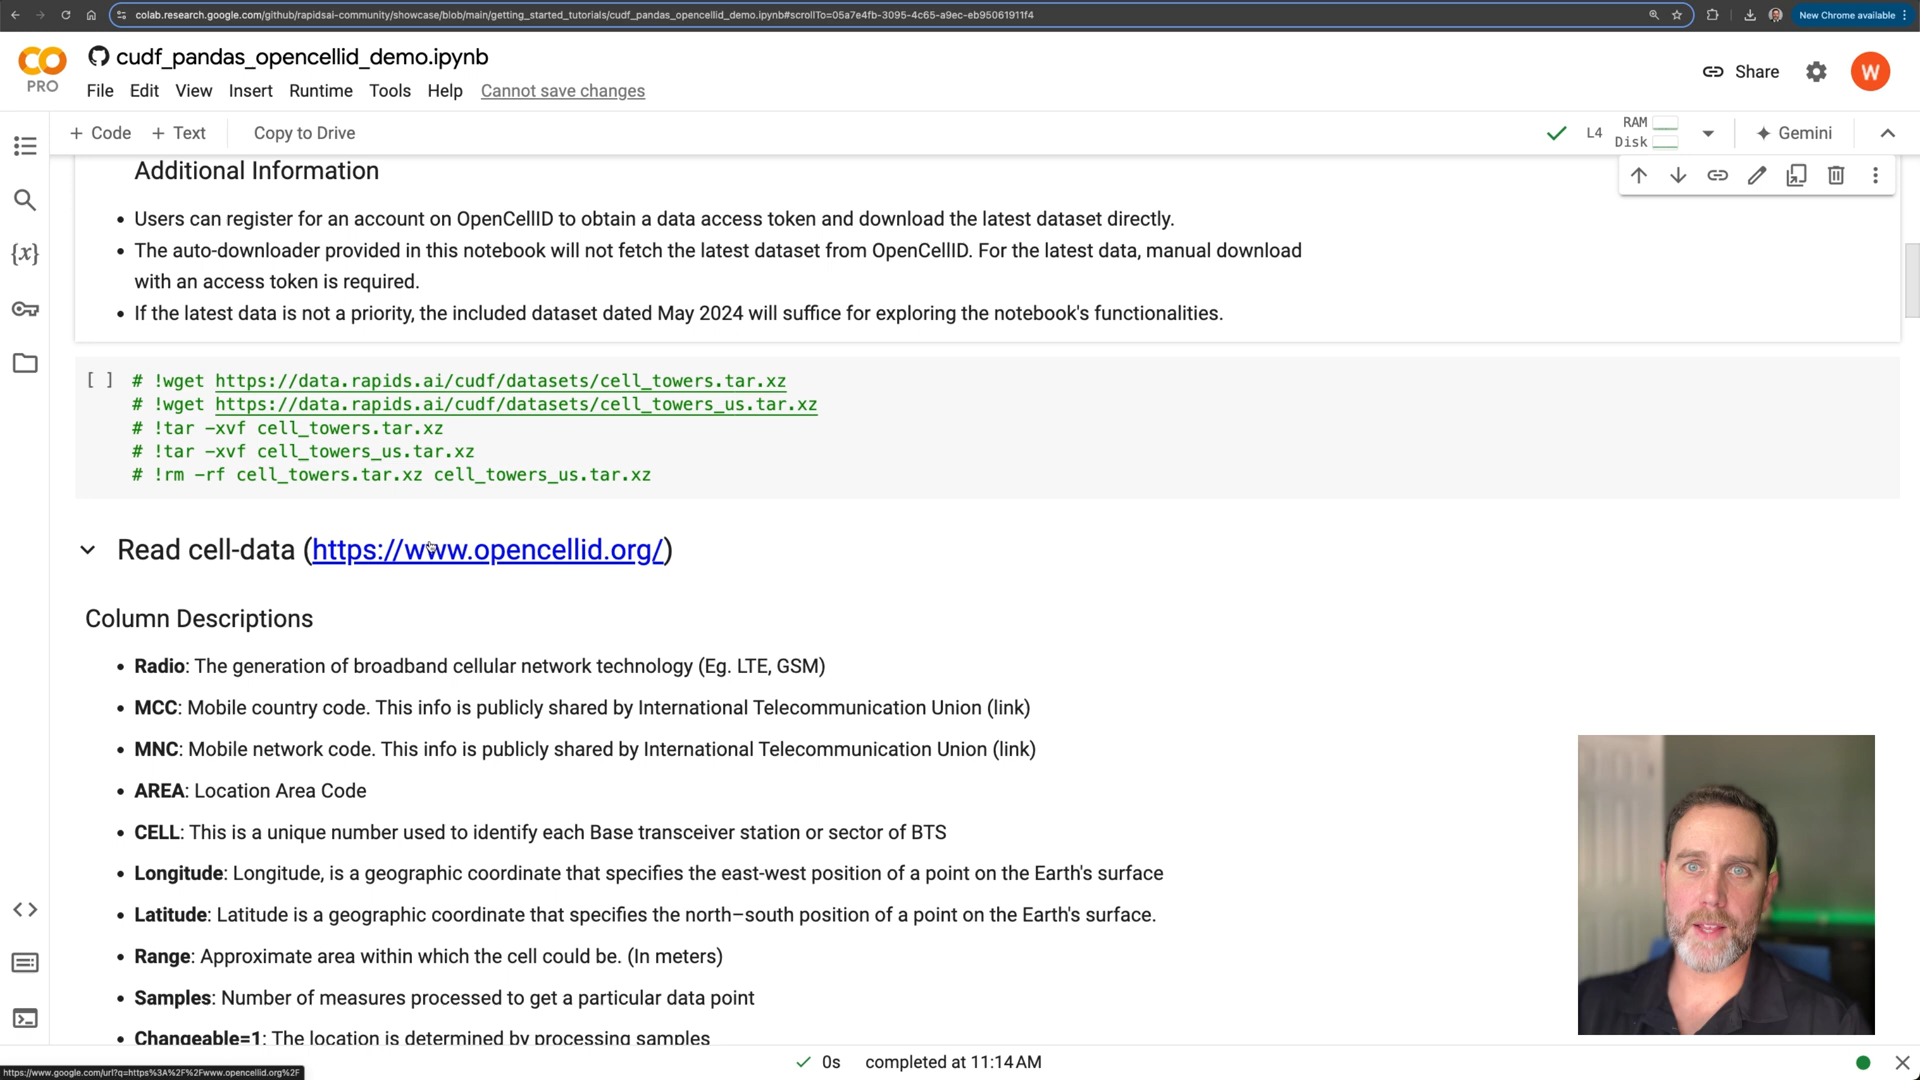 colab.research.google.com/github/rapidsai-community/showcase/blob/main/getting_started_tutorials/cudf_pandas_opencellid_demo.ipynb#scrollTo=05a7e4fb-3095-4c65-a9ec-eb95061911f4
New Chrome available
PRO
cudf_pandas_opencellid_demo.ipynb
File Edit View Insert Runtime Tools Help Cannot save changes
Share
W
+ Code + Text Copy to Drive
L4
RAM
Disk
Gemini
Additional Information
• Users can register for an account on OpenCellID to obtain a data access token and download the latest dataset directly.
• The auto-downloader provided in this notebook will not fetch the latest dataset from OpenCellID. For the latest data, manual download
with an access token is required.
• If the latest data is not a priority, the included dataset dated May 2024 will suffice for exploring the notebook's functionalities.
[ ] # !wget https://data.rapids.ai/cudf/datasets/cell_towers.tar.xz
# !wget https://data.rapids.ai/cudf/datasets/cell_towers_us.tar.xz
# !tar -xvf cell_towers.tar.xz
# !tar -xvf cell_towers_us.tar.xz
# !rm -rf cell_towers.tar.xz cell_towers_us.tar.xz
Read cell-data (https://www.opencellid.org/)
Column Descriptions
• Radio: The generation of broadband cellular network technology (Eg. LTE, GSM)
• MCC: Mobile country code. This info is publicly shared by International Telecommunication Union (link)
• MNC: Mobile network code. This info is publicly shared by International Telecommunication Union (link)
• AREA: Location Area Code
• CELL: This is a unique number used to identify each Base transceiver station or sector of BTS
• Longitude: Longitude, is a geographic coordinate that specifies the east-west position of a point on the Earth's surface
• Latitude: Latitude is a geographic coordinate that specifies the north–south position of a point on the Earth's surface.
• Range: Approximate area within which the cell could be. (In meters)
• Samples: Number of measures processed to get a particular data point
• Changeable=1: The location is determined by processing samples
0s completed at 11:14 AM
https://www.google.com/url?q=https%3A%2F%2Fwww.opencellid.org%2F